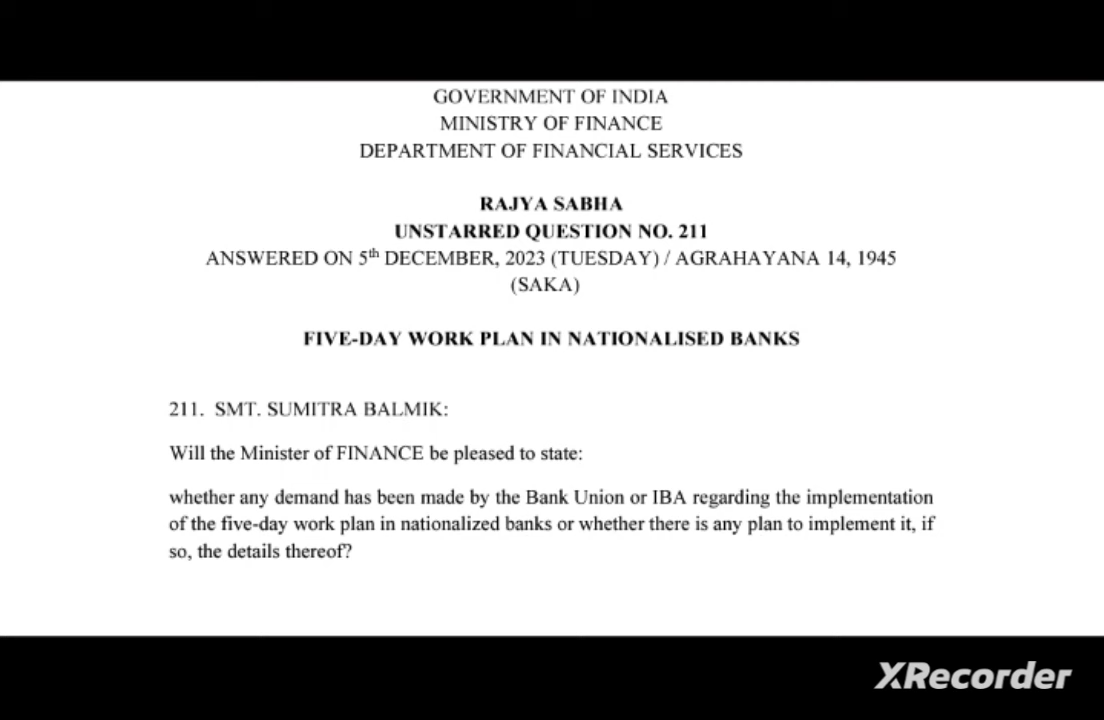 GOVERNMENT OF INDIA
MINISTRY OF FINANCE
DEPARTMENT OF FINANCIAL SERVICES
RAJYA SABHA
UNSTARRED QUESTION NO. 211
ANSWERED ON 5th DECEMBER, 2023 (TUESDAY) / AGRAHAYANA 14, 1945
(SAKA)
FIVE-DAY WORK PLAN IN NATIONALISED BANKS
211. SMT. SUMITRA BALMIK:
Will the Minister of FINANCE be pleased to state:
whether any demand has been made by the Bank Union or IBA regarding the implementation
of the five-day work plan in nationalized banks or whether there is any plan to implement it, if
so, the details thereof?
XRecorder